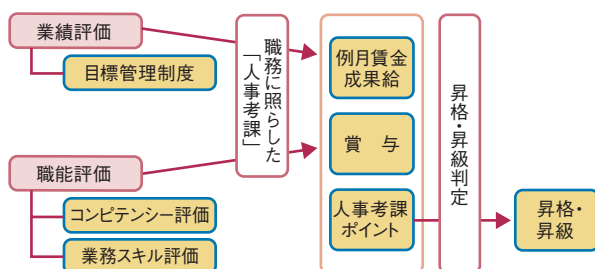 業績評価
目標管理制度
職能評価
コンピテンシー評価
業務スキル評価
職務に照らした
「人事考課」
例月賃金
成果給
賞 与
人事考課
ポイント
昇格・昇級判定
昇格・
昇級